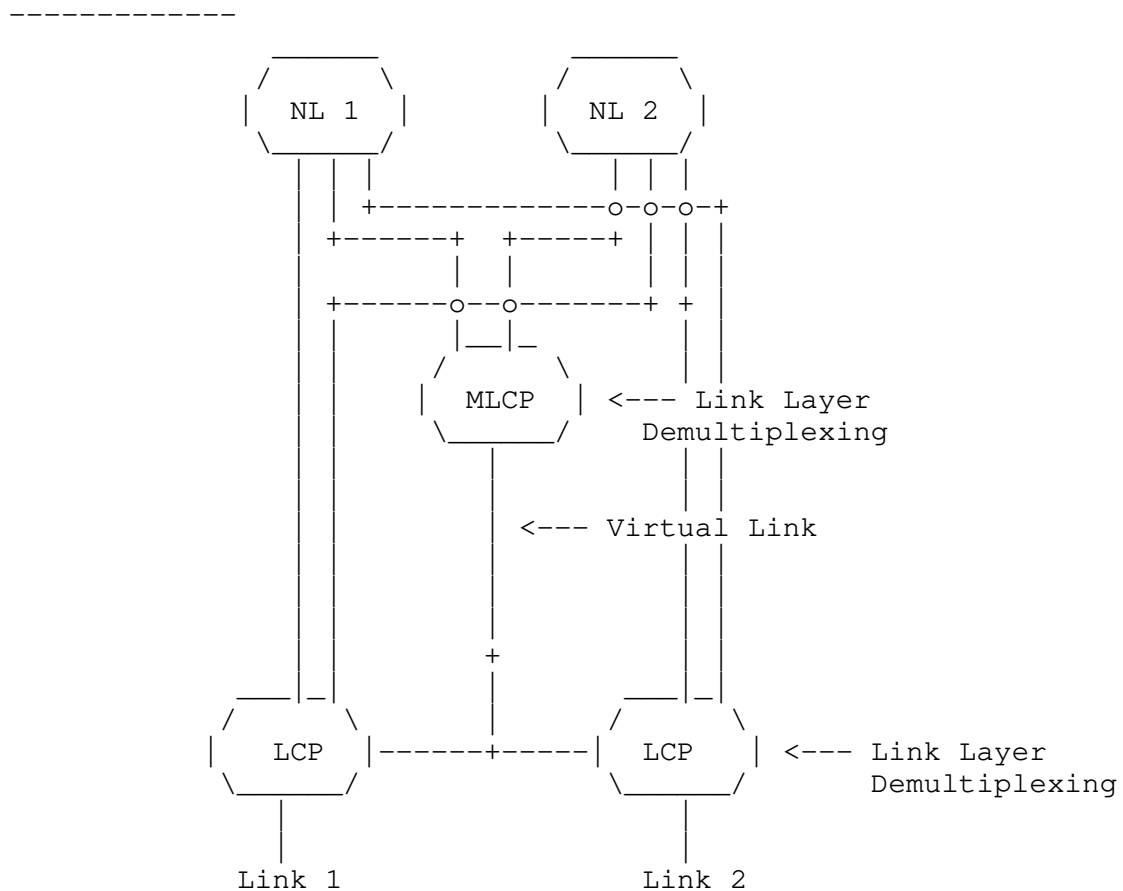 NL 1 NL 2
MLCP <--- Link Layer
Demultiplexing
<--- Virtual Link
LCP LCP <--- Link Layer
Demultiplexing
Link 1 Link 2